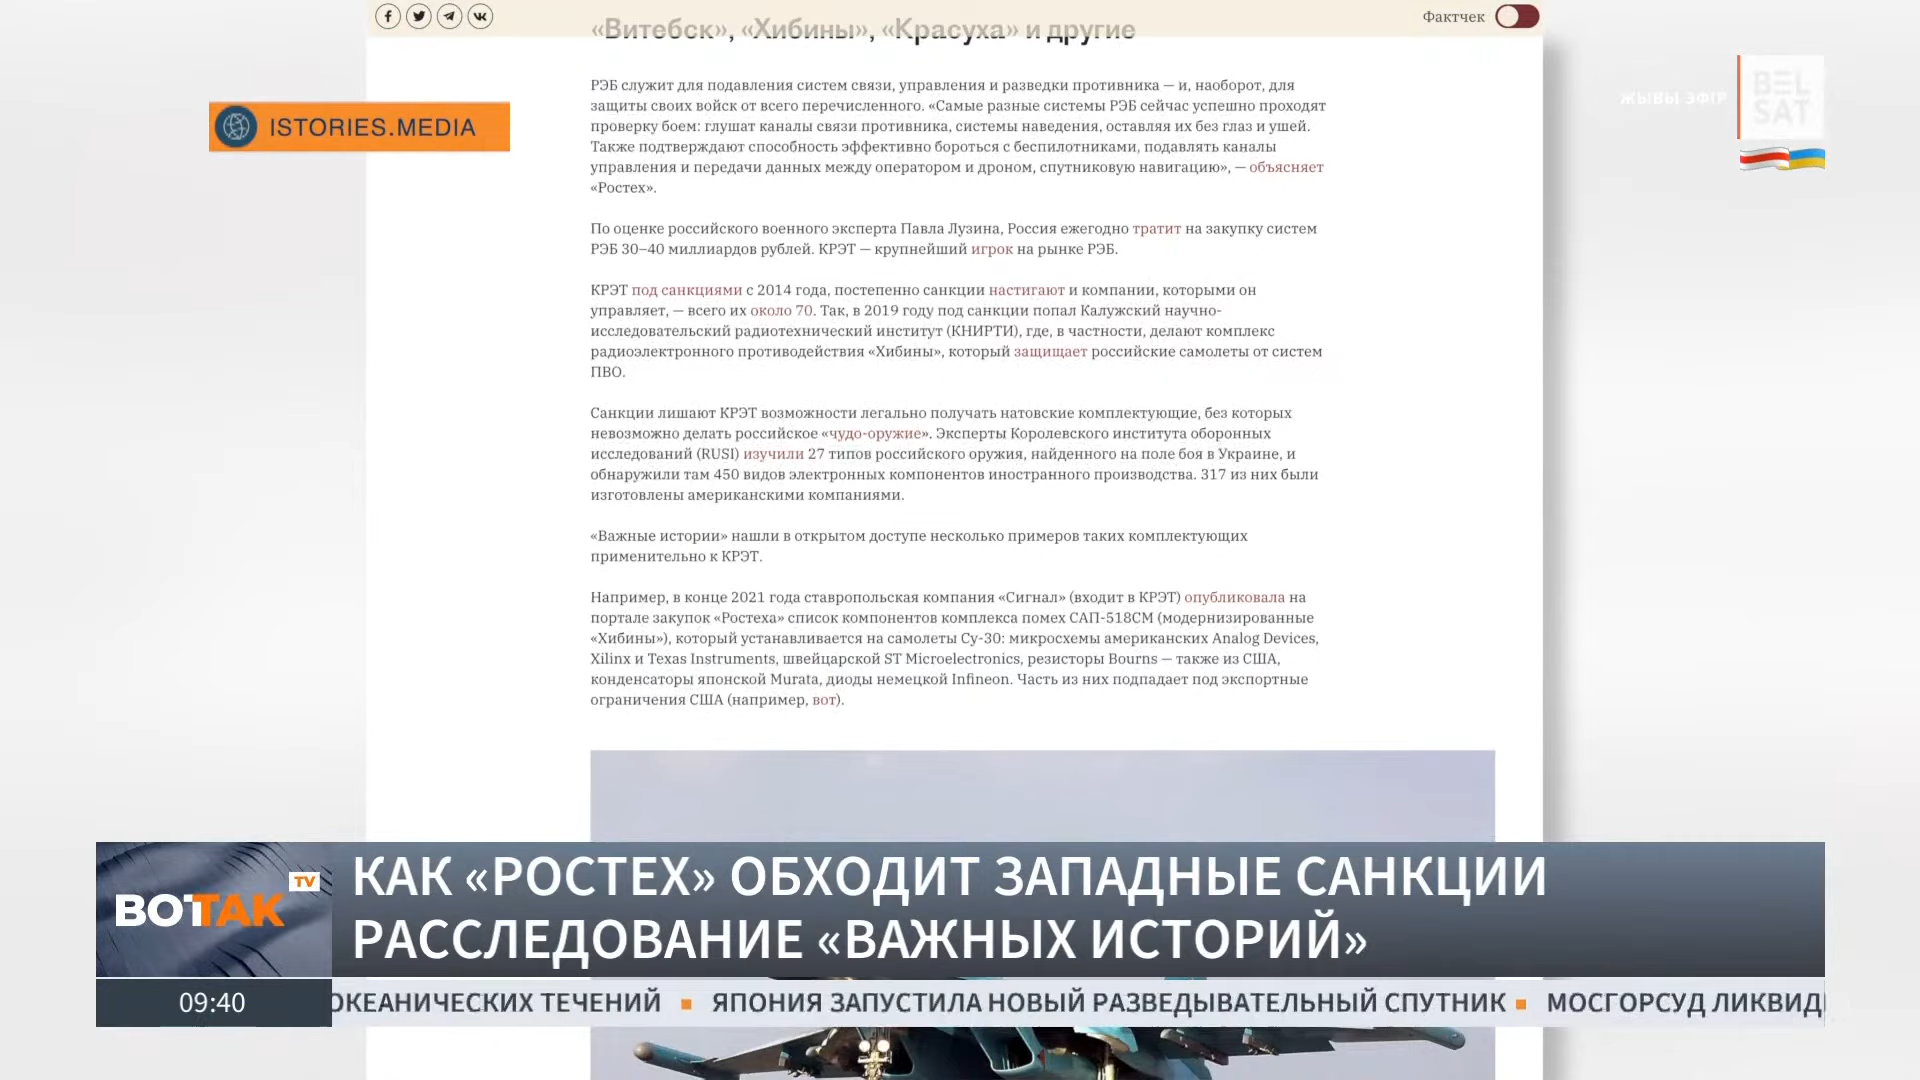 Фактчек
«Витебск», «Хибины», «Красуха» и другие
ЖЫВЫ ЭФІР
BEL
SAT
ISTORIES.MEDIA
РЭБ служит для подавления систем связи, управления и разведки противника — и, наоборот, для
защиты своих войск от всего перечисленного. «Самые разные системы РЭБ сейчас успешно проходят
проверку боем: глушат каналы связи противника, системы наведения, оставляя их без глаз и ушей.
Также подтверждают способность эффективно бороться с беспилотниками, подавлять каналы
управления и передачи данных между оператором и дроном, спутниковую навигацию», — объясняет
«Ростех».
По оценке российского военного эксперта Павла Лузина, Россия ежегодно тратит на закупку систем
РЭБ 30–40 миллиардов рублей. КРЭТ — крупнейший игрок на рынке РЭБ.
КРЭТ под санкциями с 2014 года, постепенно санкции настигают и компании, которыми он
управляет, — всего их около 70. Так, в 2019 году под санкции попал Калужский научно-
исследовательский радиотехнический институт (КНИРТИ), где, в частности, делают комплекс
радиоэлектронного противодействия «Хибины», который защищает российские самолеты от систем
ПВО.
Санкции лишают КРЭТ возможности легально получать натовские комплектующие, без которых
невозможно делать российское «чудо-оружие». Эксперты Королевского института оборонных
исследований (RUSI) изучили 27 типов российского оружия, найденного на поле боя в Украине, и
обнаружили там 450 видов электронных компонентов иностранного производства. 317 из них были
изготовлены американскими компаниями.
«Важные истории» нашли в открытом доступе несколько примеров таких комплектующих
применительно к КРЭТ.
Например, в конце 2021 года ставропольская компания «Сигнал» (входит в КРЭТ) опубликовала на
портале закупок «Ростеха» список компонентов комплекса помех САП-518СМ (модернизированные
«Хибины»), который устанавливается на самолеты Су-30: микросхемы американских Analog Devices,
Xilinx и Texas Instruments, швейцарской ST Microelectronics, резисторы Bourns — также из США,
конденсаторы японской Murata, диоды немецкой Infineon. Часть из них подпадает под экспортные
ограничения США (например, вот).
ВОТТАК TV
КАК «РОСТЕХ» ОБХОДИТ ЗАПАДНЫЕ САНКЦИИ
РАССЛЕДОВАНИЕ «ВАЖНЫХ ИСТОРИЙ»
09:40
ОКЕАНИЧЕСКИХ ТЕЧЕНИЙ ▪ ЯПОНИЯ ЗАПУСТИЛА НОВЫЙ РАЗВЕДЫВАТЕЛЬНЫЙ СПУТНИК ▪ МОСГОРСУД ЛИКВИД